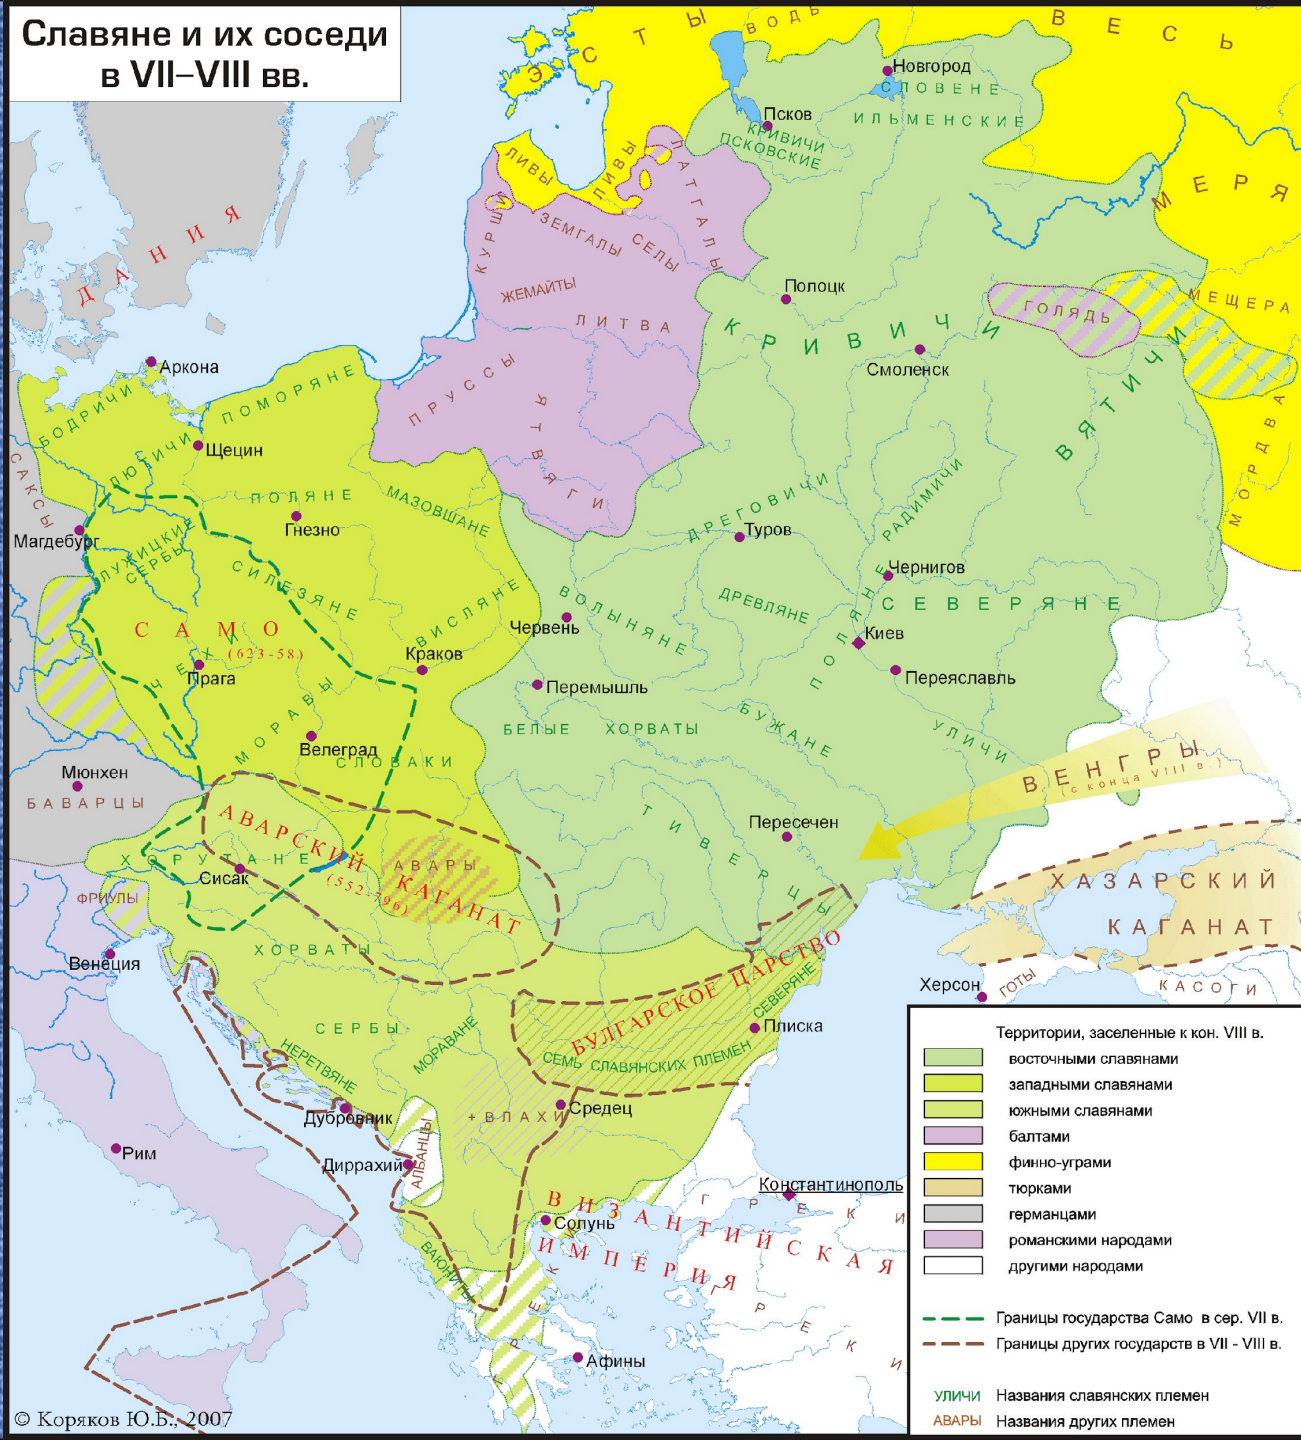 Славяне и их соседи
в VII–VIII вв.
ЭСТЫ
ВОДЬ
ВЕСЬ
Новгород
СЛОВЕНЕ
ИЛЬМЕНСКИЕ
Псков
КРИВИЧИ
ПСКОВСКИЕ
ЛИВЫ
ЛИВЫ
ЛАТГАЛЫ
МЕРЯ
ДАНИЯ
КУРШИ
ЗЕМГАЛЫ
СЕЛЫ
ЖЕМАЙТЫ
ЛИТВА
Полоцк
КРИВИЧИ
ГОЛЯДЬ
МЕЩЕРА
Смоленск
ВЯТИЧИ
Аркона
ПРУССЫ
ЯТВЯГИ
БОДРИЧИ
ПОМОРЯНЕ
ЛЮТИЧИ
Щецин
САКСЫ
МОРДВА
ПОЛЯНЕ
МАЗОВШАНЕ
Гнезно
ДРЕГОВИЧИ
РАДИМИЧИ
Туров
Магдебург
ЛУЖИЦКИЕ
СЕРБЫ
СИЛЕЗЯНЕ
Чернигов
СЕВЕРЯНЕ
ВОЛЫНЯНЕ
ДРЕВЛЯНЕ
ПОЛЯНЕ
ВИСЛЯНЕ
Червень
Киев
САМО
(623-58)
ЧЕХИ
Прага
Краков
Перемышль
Переяславль
МОРАВЫ
БЕЛЫЕ ХОРВАТЫ
БУЖАНЕ
УЛИЧИ
Велеград
СЛОВАКИ
ВЕНГРЫ
(с конца VIII в.)
Мюнхен
БАВАРЦЫ
АВАРСКИЙ
КАГАНАТ
(552-796)
АВАРЫ
ТИВЕРЦЫ
Пересечен
ХОРУТАНЕ
Сисак
ФРИУЛЫ
ХАЗАРСКИЙ
КАГАНАТ
Венеция
ХОРВАТЫ
БУЛГАРСКОЕ ЦАРСТВО
СЕВЕРЯНЕ
Херсон
ГОТЫ
КАСОГИ
СЕРБЫ
МОРАВАНЕ
Плиска
НЕРЕТВЯНЕ
СЕМЬ СЛАВЯНСКИХ ПЛЕМЕН
Дубровник
+ ВЛАХИ
Средец
Рим
Диррахий
АЛБАНЦЫ
Константинополь
ВИЗАНТИЙСКАЯ
ИМПЕРИЯ
ГРЕКИ
Солунь
ВАЮНИТЫ
ГРЕКИ
ГРЕКИ
Афины
Территории, заселенные к кон. VIII в.
восточными славянами
западными славянами
южными славянами
балтами
финно-уграми
тюрками
германцами
романскими народами
другими народами
Границы государства Само в сер. VII в.
Границы других государств в VII - VIII в.
УЛИЧИ Названия славянских племен
АВАРЫ Названия других племен
© Коряков Ю.Б., 2007